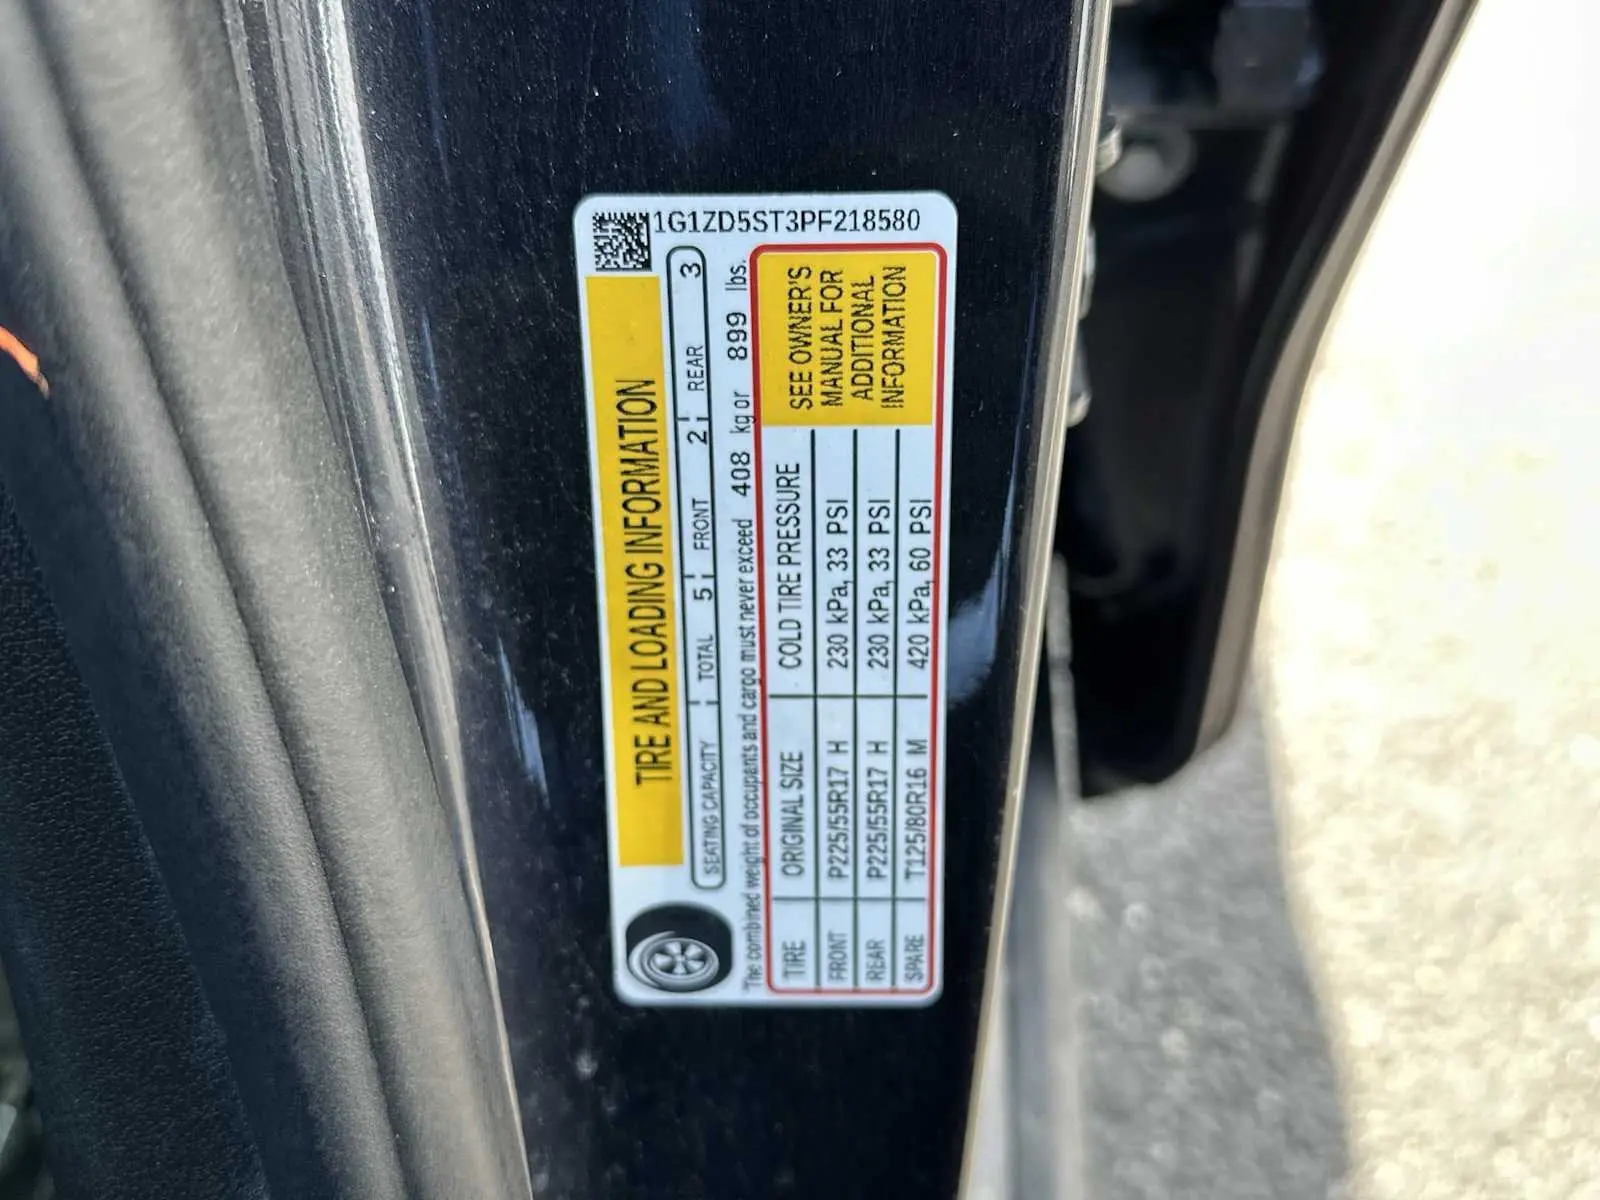 1G1ZD5ST3PF218580
TIRE AND LOADING INFORMATION
SEATING CAPACITY TOTAL 5 FRONT 2 REAR 3
The combined weight of occupants and cargo must never exceed 408 kg or 899 lbs.
TIRE ORIGINAL SIZE COLD TIRE PRESSURE
FRONT P225/55R17 H 230 kPa, 33 PSI
REAR P225/55R17 H 230 kPa, 33 PSI
SPARE T125/80R16 M 420 kPa, 60 PSI
SEE OWNER'S
MANUAL FOR
ADDITIONAL
INFORMATION